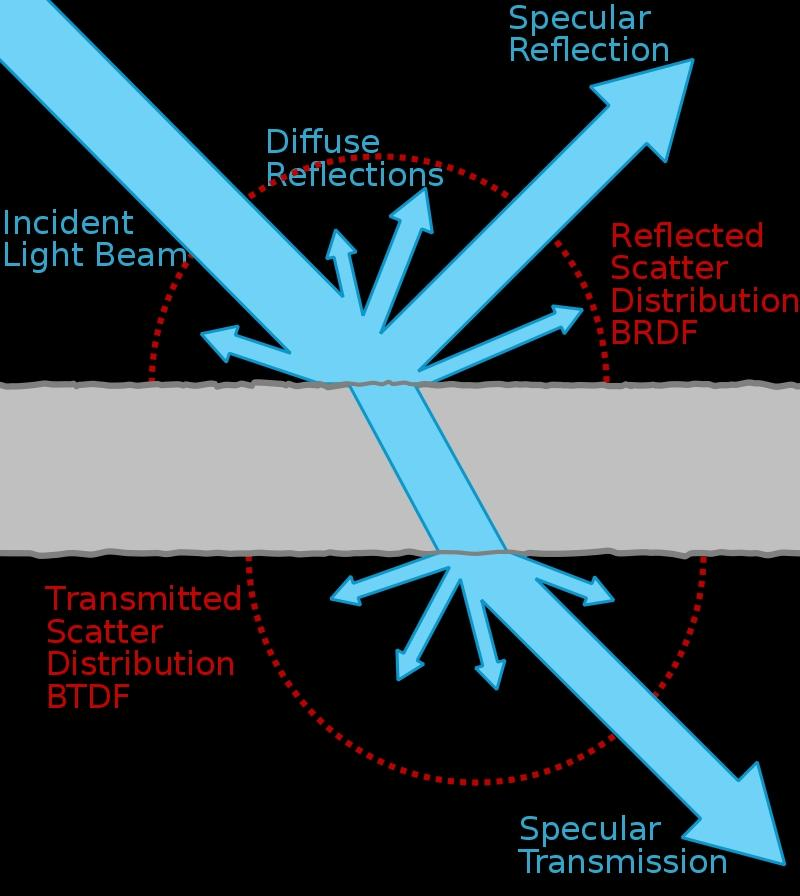 Specular
Reflection
Diffuse
Reflections
Incident
Light Beam
Reflected
Scatter
Distribution
BRDF
Transmitted
Scatter
Distribution
BTDF
Specular
Transmission